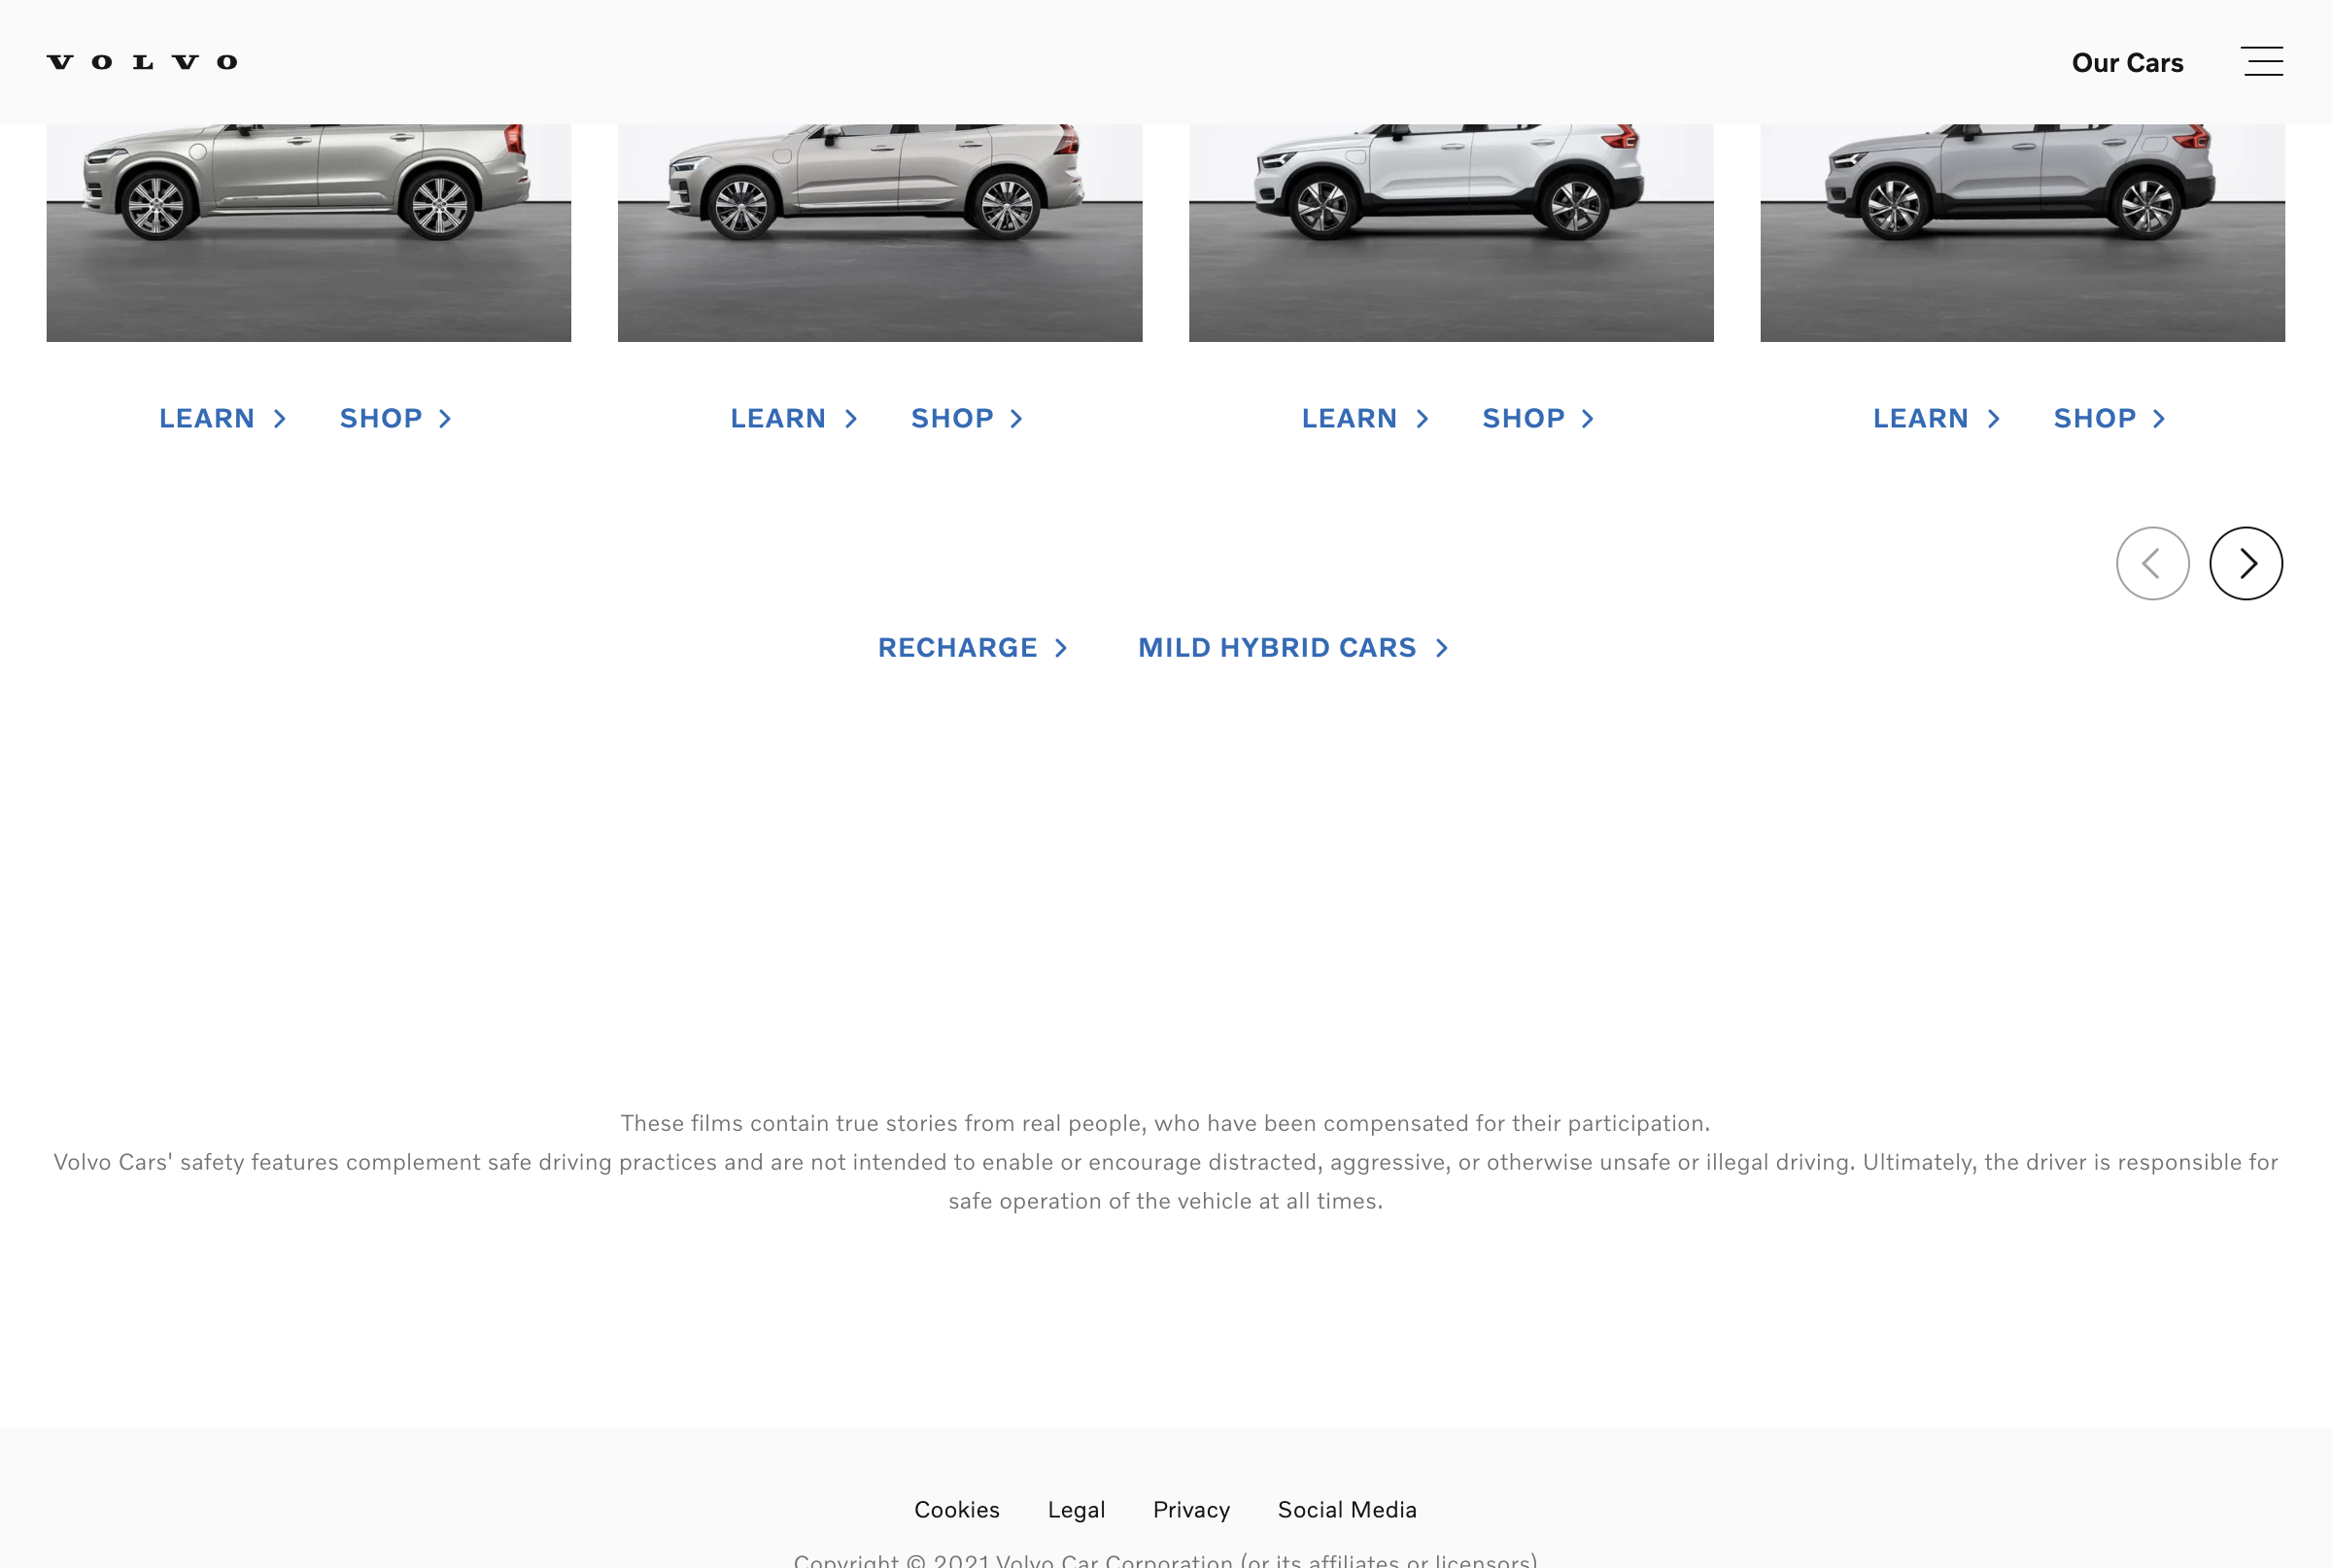 VOLVO
Our Cars
LEARN SHOP LEARN SHOP LEARN SHOP LEARN SHOP
RECHARGE MILD HYBRID CARS
These films contain true stories from real people, who have been compensated for their participation.
Volvo Cars' safety features complement safe driving practices and are not intended to enable or encourage distracted, aggressive, or otherwise unsafe or illegal driving. Ultimately, the driver is responsible for
safe operation of the vehicle at all times.
Cookies Legal Privacy Social Media
Copyright © 2021 Volvo Car Corporation (or its affiliates or licensors)